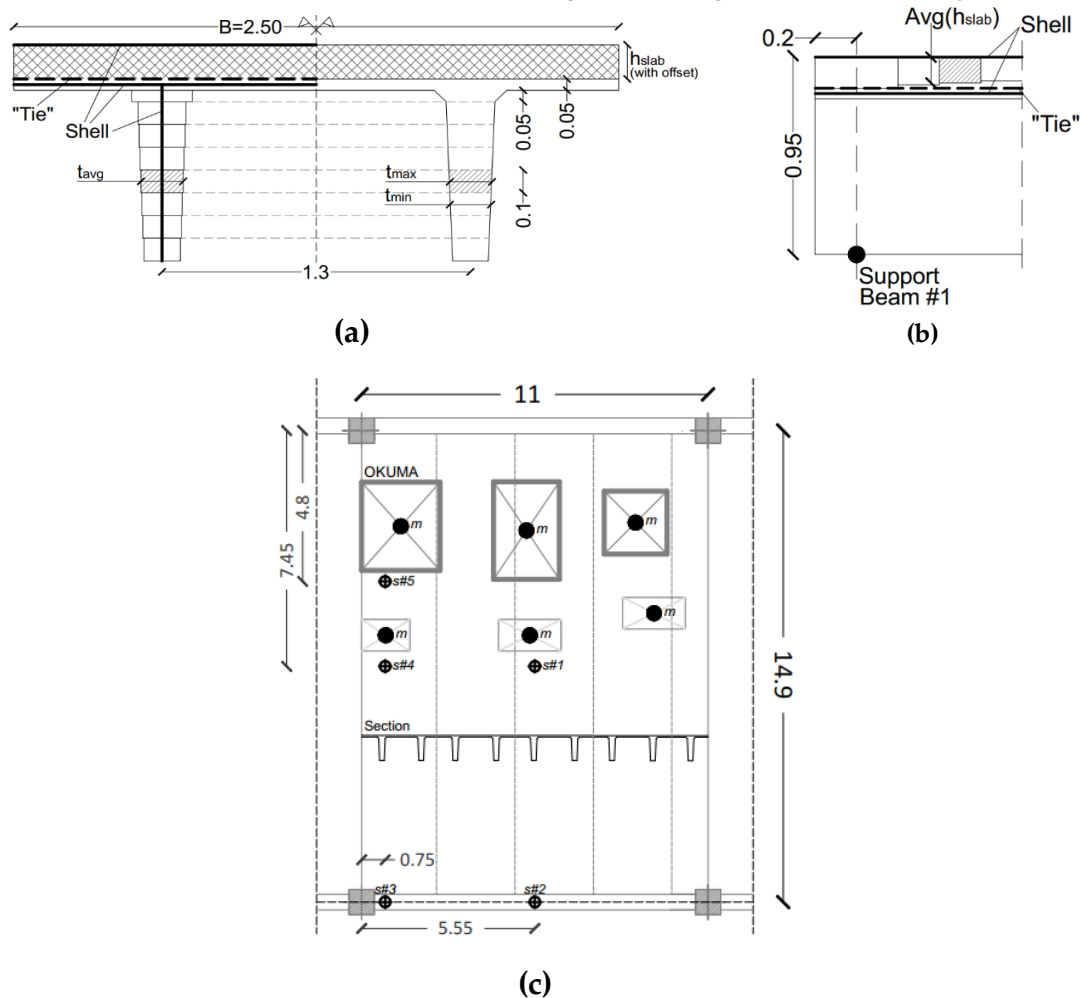 B=2.50
hslab
(with offset)
"Tie"
Shell
0.05
0.05
tavg
tmax
tmin
0.1
1.3
(a)
Avg(hslab)
Shell
0.2
"Tie"
0.95
Support
Beam #1
(b)
11
OKUMA
m
m
m
4.8
7.45
s#5
m
m
m
s#4
s#1
14.9
Section
0.75
s#3
s#2
5.55
(c)